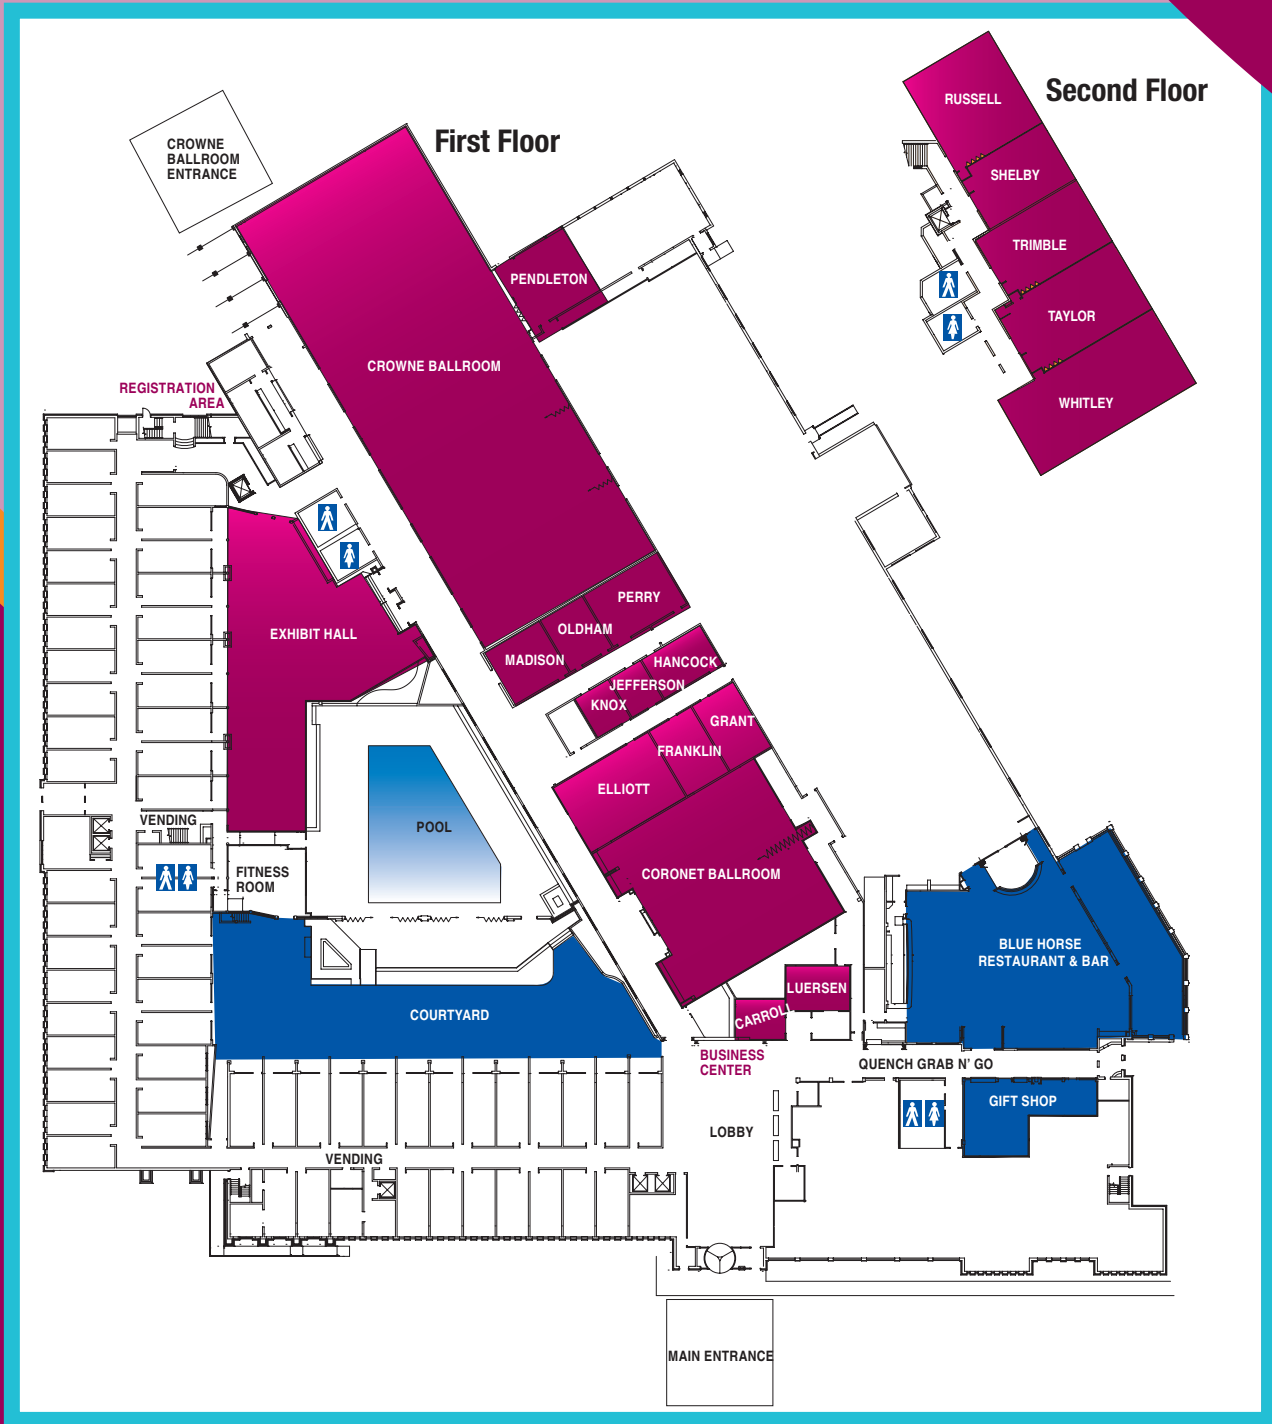 First Floor
Second Floor
CROWNE
BALLROOM
ENTRANCE
RUSSELL
SHELBY
TRIMBLE
TAYLOR
WHITLEY
PENDLETON
CROWNE BALLROOM
REGISTRATION
AREA
EXHIBIT HALL
PERRY
OLDHAM
MADISON
HANCOCK
JEFFERSON
KNOX
GRANT
FRANKLIN
ELLIOTT
VENDING
POOL
FITNESS
ROOM
CORONET BALLROOM
BLUE HORSE
RESTAURANT & BAR
LUERSEN
CARROLL
COURTYARD
BUSINESS
CENTER
QUENCH GRAB N' GO
GIFT SHOP
LOBBY
VENDING
MAIN ENTRANCE